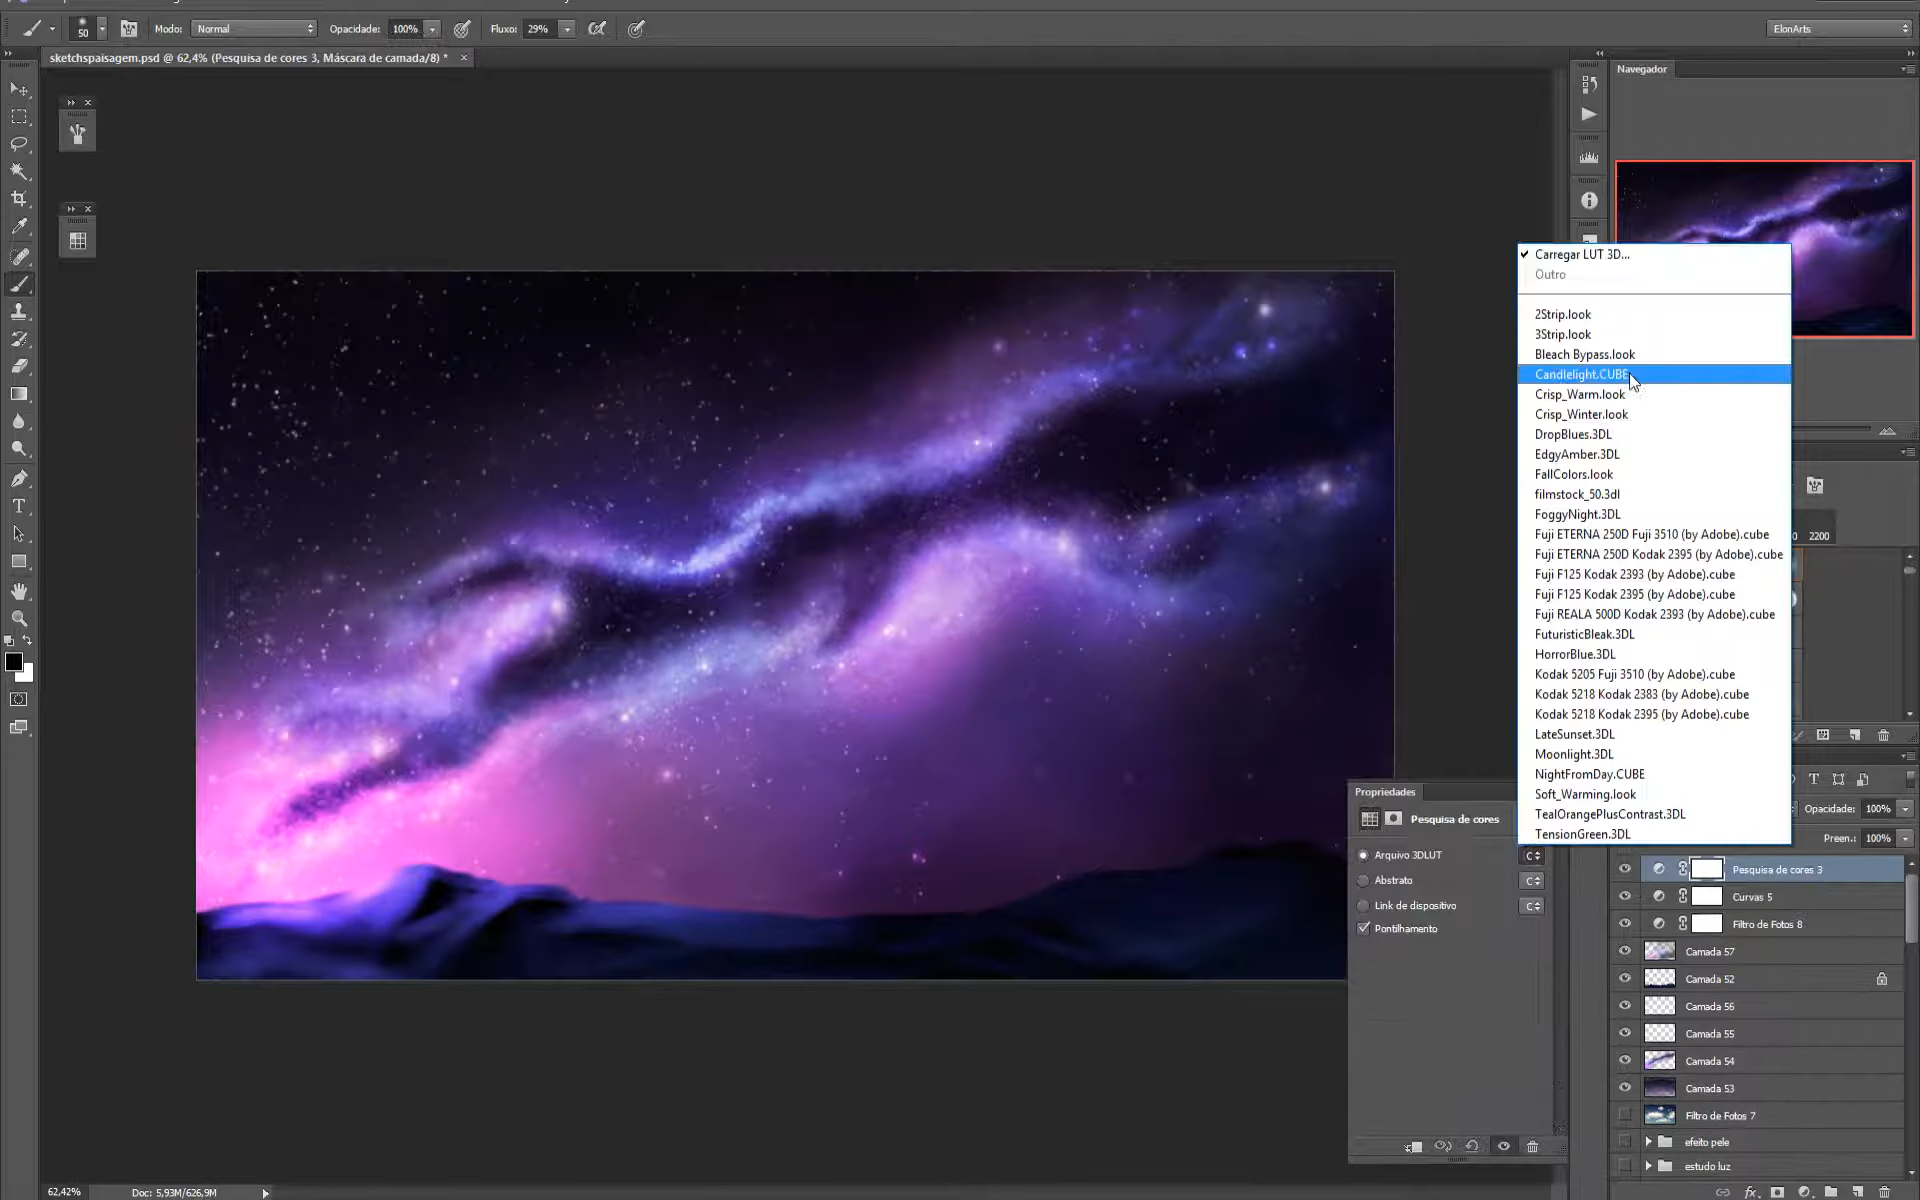 50
Modo:
Normal
Opacidade:
100%
Fluxo:
29%
ElonArts
sketchspaisagem.psd @ 62,4% (Pesquisa de cores 3, Máscara de camada/8) *
Navegador
Carregar LUT 3D...
Outro
2Strip.look
3Strip.look
Bleach Bypass.look
Candlelight.CUBE
Crisp_Warm.look
Crisp_Winter.look
DropBlues.3DL
EdgyAmber.3DL
FallColors.look
filmstock_50.3dl
FoggyNight.3DL
Fuji ETERNA 250D Fuji 3510 (by Adobe).cube
Fuji ETERNA 250D Kodak 2395 (by Adobe).cube
Fuji F125 Kodak 2393 (by Adobe).cube
Fuji F125 Kodak 2395 (by Adobe).cube
Fuji REALA 500D Kodak 2393 (by Adobe).cube
FuturisticBleak.3DL
HorrorBlue.3DL
Kodak 5205 Fuji 3510 (by Adobe).cube
Kodak 5218 Kodak 2383 (by Adobe).cube
Kodak 5218 Kodak 2395 (by Adobe).cube
LateSunset.3DL
Moonlight.3DL
NightFromDay.CUBE
Soft_Warming.look
TealOrangePlusContrast.3DL
TensionGreen.3DL
2200
Propriedades
Pesquisa de cores
Arquivo 3DLUT
Abstrato
Link de dispositivo
Pontilhamento
Opacidade: 100%
Preen.: 100%
Pesquisa de cores 3
Curvas 5
Filtro de Fotos 8
Camada 57
Camada 52
Camada 56
Camada 55
Camada 54
Camada 53
Filtro de Fotos 7
efeito pele
estudo luz
62,42%
Doc: 5,93M/626,9M